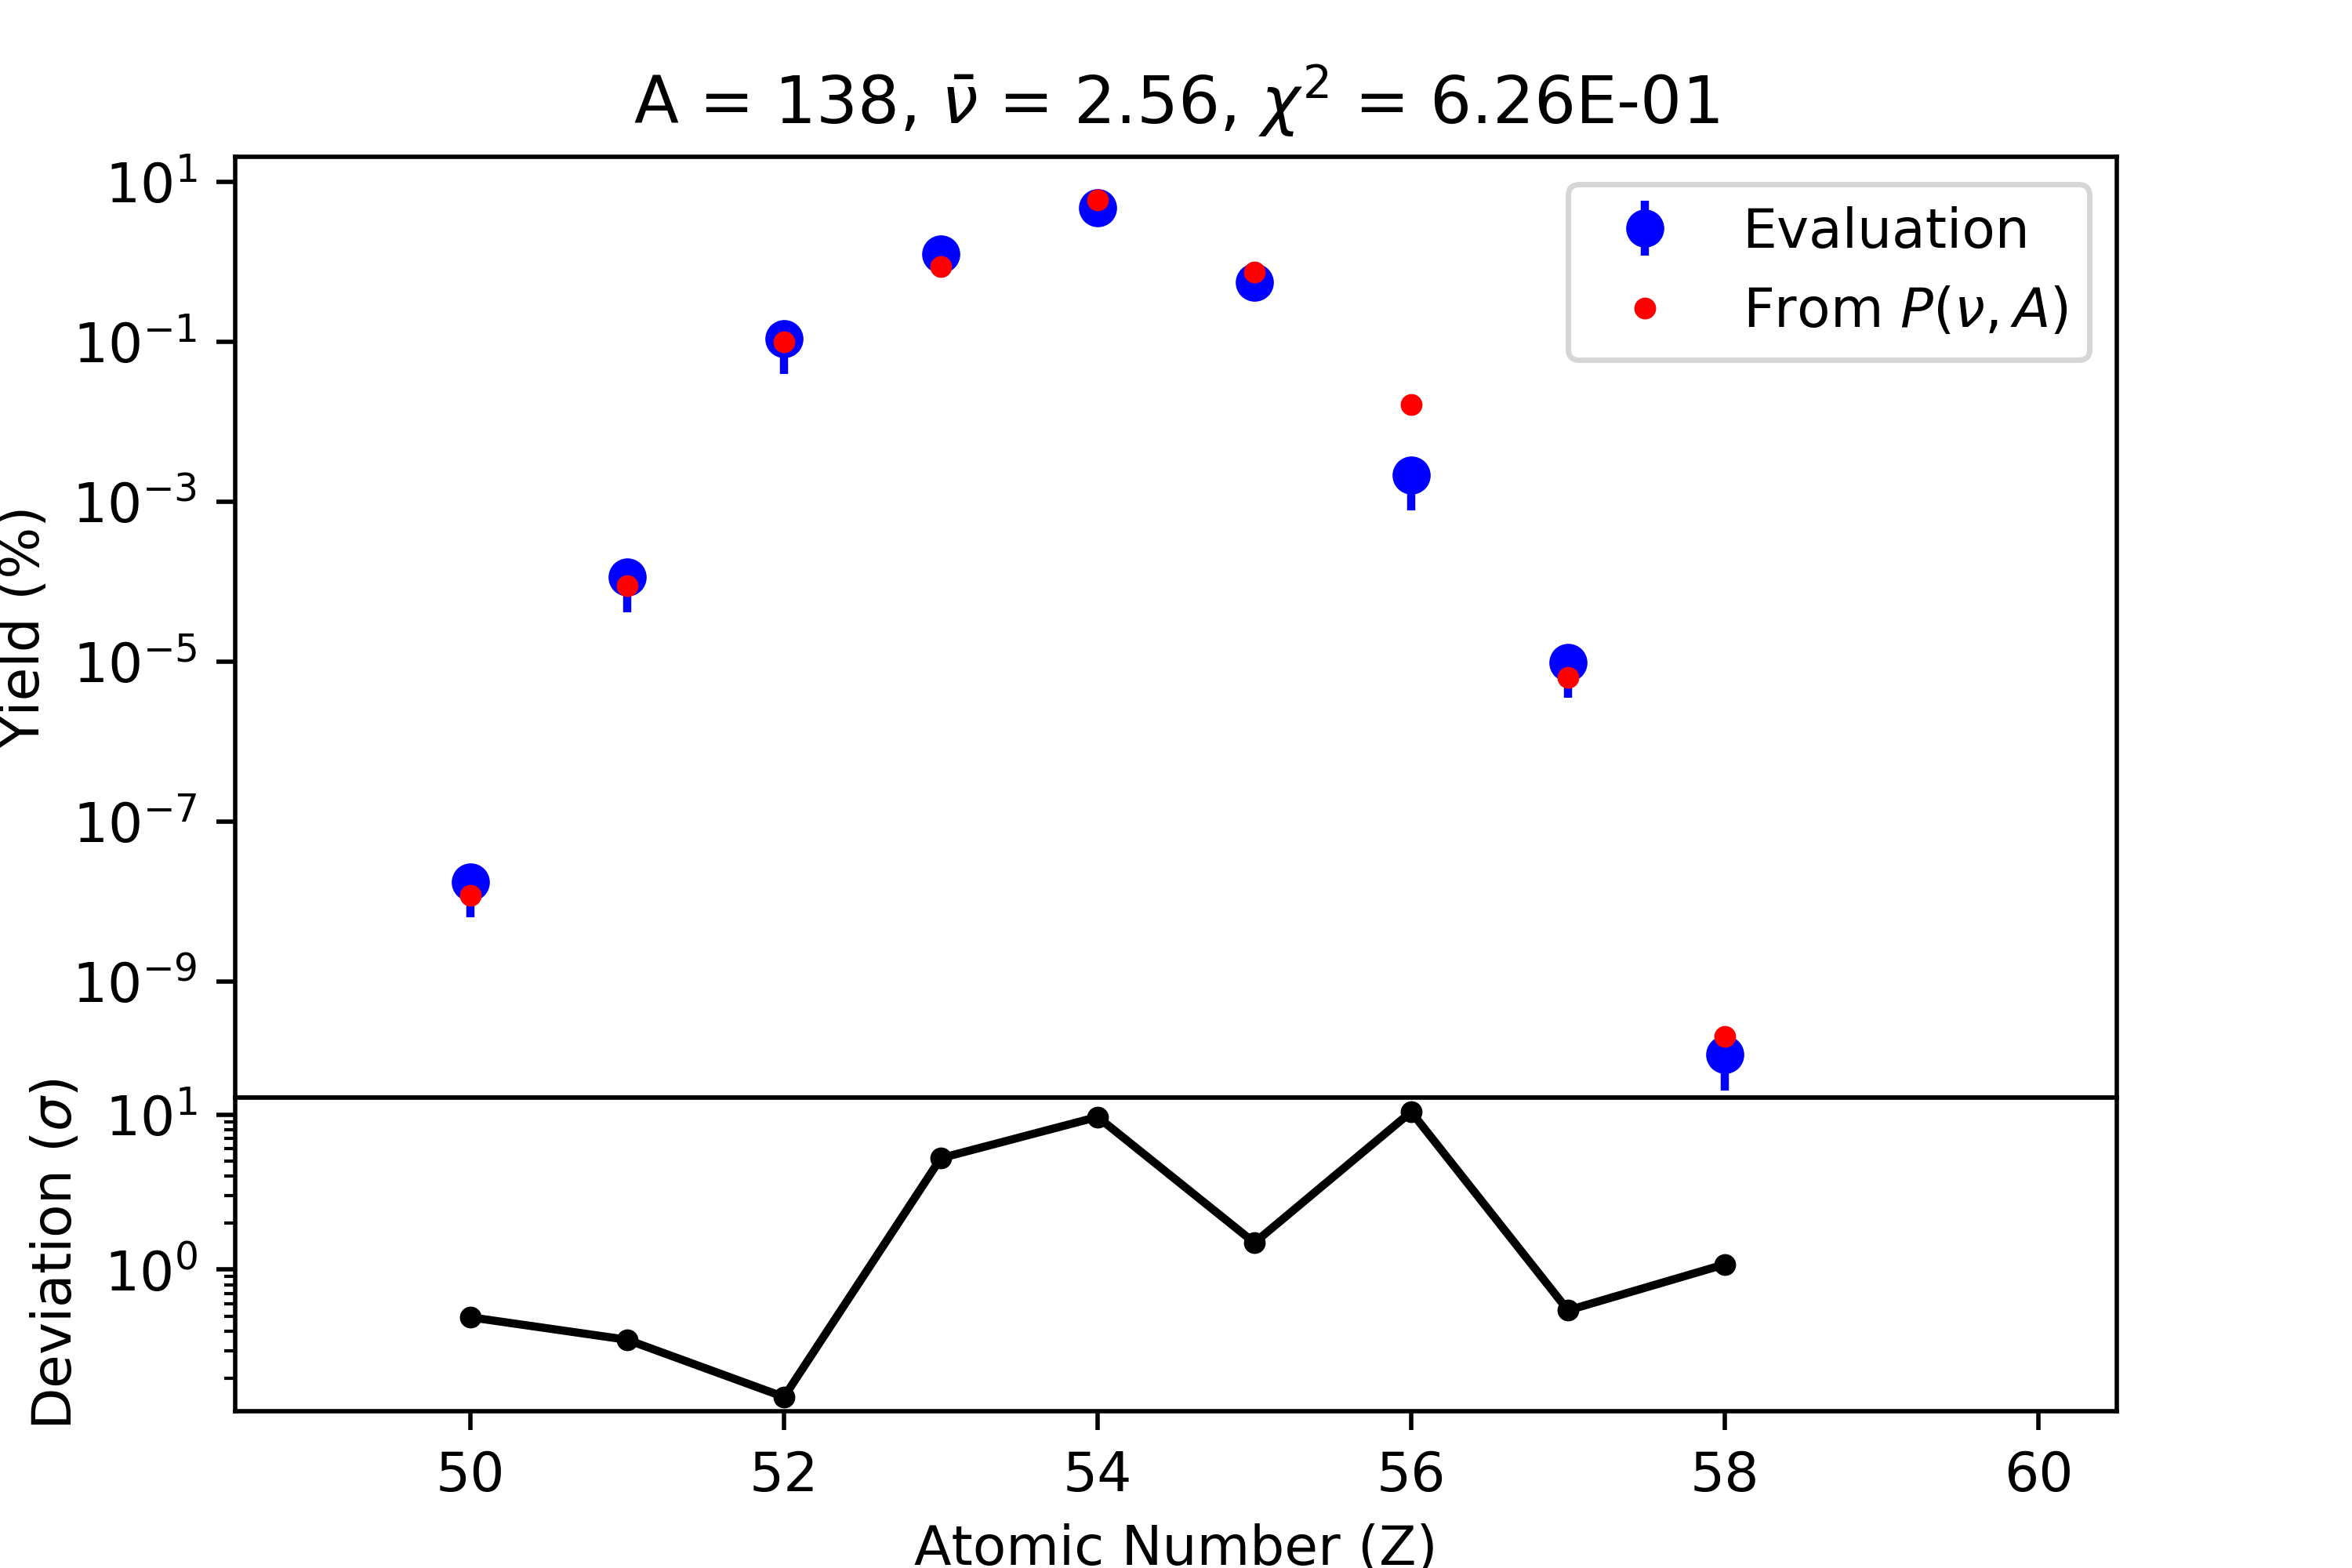 A = 138, ν̄ = 2.56, χ² = 6.26E-01
Yield (%)
10¹
10⁻¹
10⁻³
10⁻⁵
10⁻⁷
10⁻⁹
Evaluation
From P(ν, A)
Deviation (σ)
10¹
10⁰
50 52 54 56 58 60
Atomic Number (Z)